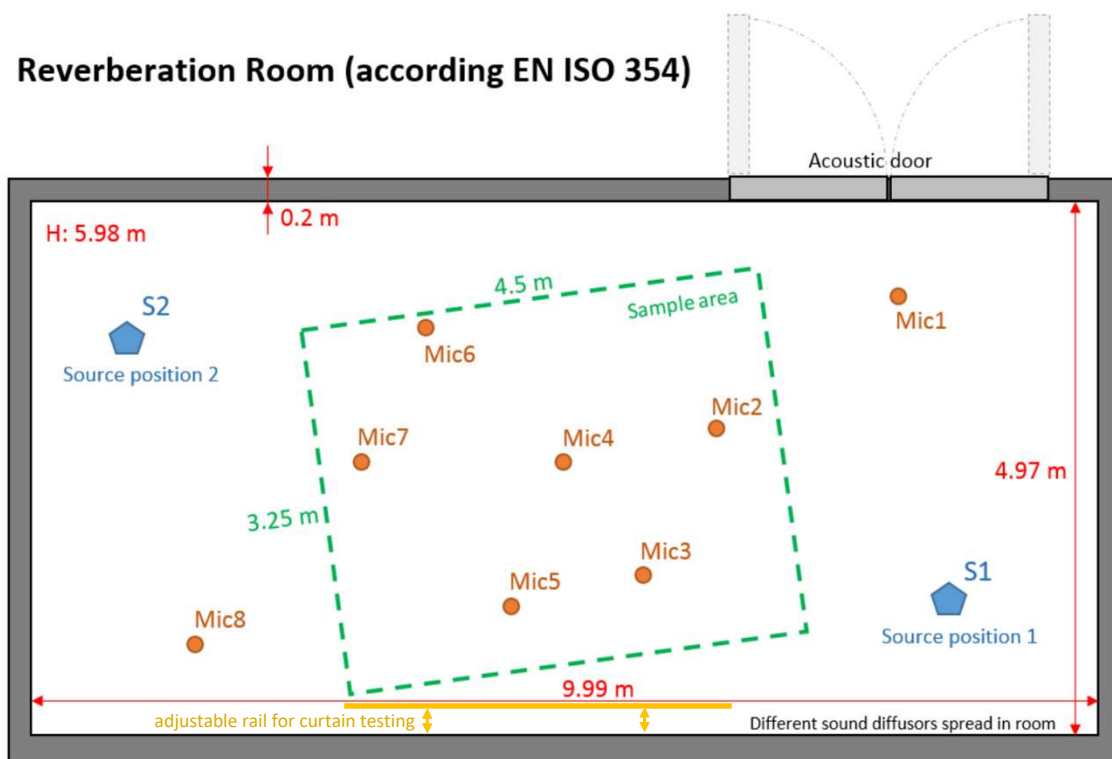 Reverberation Room (according EN ISO 354)
Acoustic door
0.2 m
H: 5.98 m
4.5 m
Sample area
S2
Source position 2
Mic1
Mic6
Mic2
Mic7
Mic4
4.97 m
3.25 m
Mic3
Mic5
S1
Source position 1
Mic8
9.99 m
adjustable rail for curtain testing
Different sound diffusors spread in room